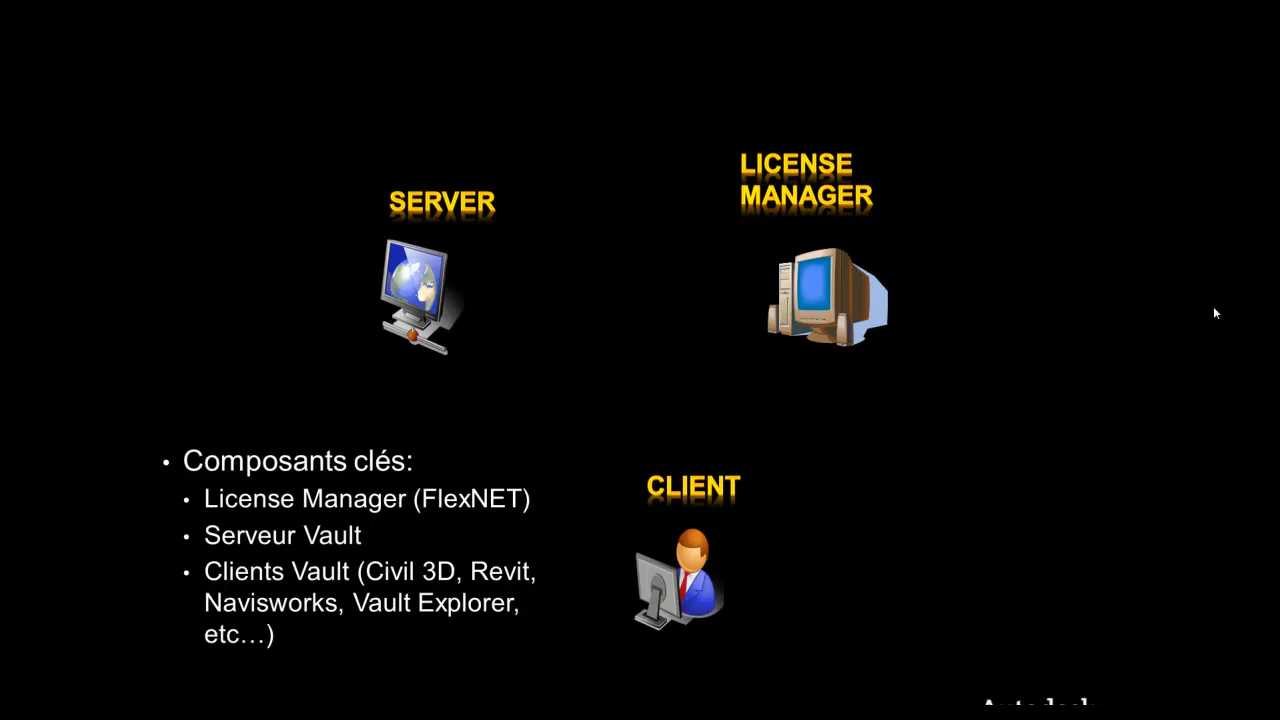 LICENSE
MANAGER
SERVER
• Composants clés:
• License Manager (FlexNET)
• Serveur Vault
• Clients Vault (Civil 3D, Revit,
Navisworks, Vault Explorer,
etc…)
CLIENT